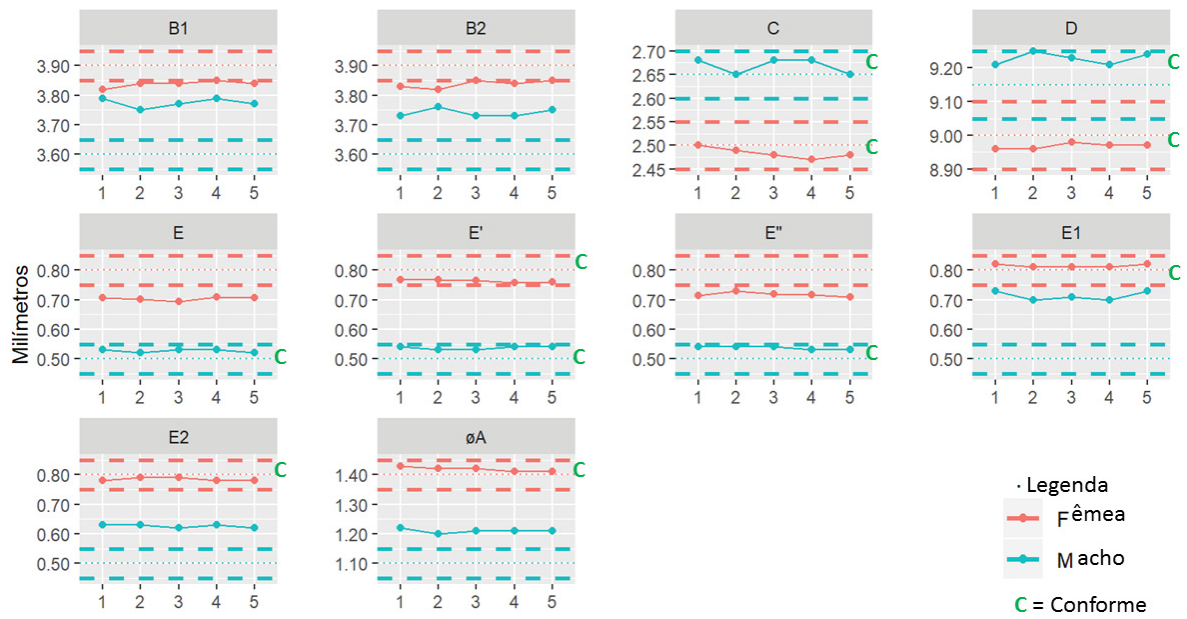 B1
3.90
3.80
3.70
3.60
1 2 3 4 5
B2
3.90
3.80
3.70
3.60
1 2 3 4 5
C
2.70
2.65
2.60
2.55
2.50
2.45
C
C
1 2 3 4 5
D
9.20
9.10
9.00
8.90
C
C
1 2 3 4 5
Milímetros
E
0.80
0.70
0.60
0.50
C
1 2 3 4 5
E'
0.80
0.70
0.60
0.50
C
C
1 2 3 4 5
E"
0.80
0.70
0.60
0.50
C
1 2 3 4 5
E1
0.80
0.70
0.60
0.50
C
1 2 3 4 5
E2
0.80
0.70
0.60
0.50
C
1 2 3 4 5
øA
1.40
1.30
1.20
1.10
C
1 2 3 4 5
· Legenda
Fêmea
Macho
C = Conforme